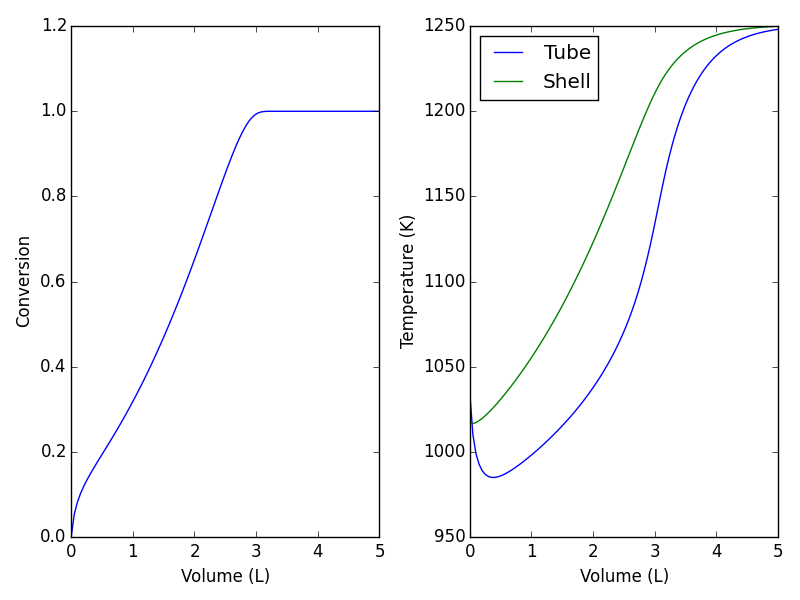 1.2
1.0
0.8
0.6
0.4
0.2
0.0
0 1 2 3 4 5
Conversion
Volume (L)
1250
1200
1150
1100
1050
1000
950
0 1 2 3 4 5
Temperature (K)
Volume (L)
Tube
Shell